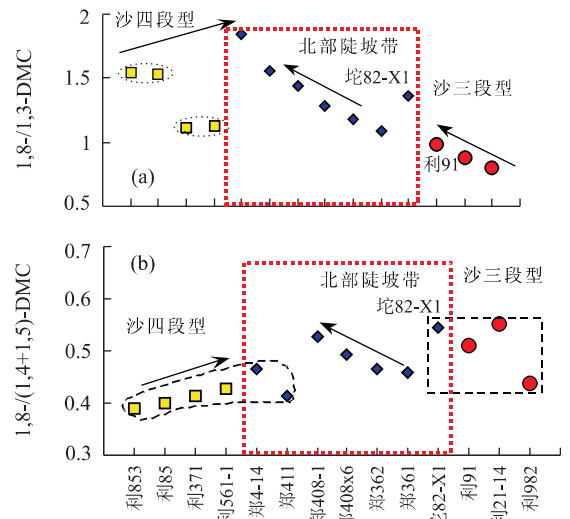 2
1.5
1
0.5
1,8-/1,3-DMC
沙四段型
北部陡坡带
坨82-X1
沙三段型
利91
(a)
0.7
0.6
0.5
0.4
0.3
1,8-/(1,4+1,5)-DMC
(b)
北部陡坡带
沙三段型
坨82-X1
沙四段型
利853
利85
利371
利561-1
郑4-14
郑411
郑408-1
郑408x6
郑362
郑361
坨82-X1
利91
利21-14
利982